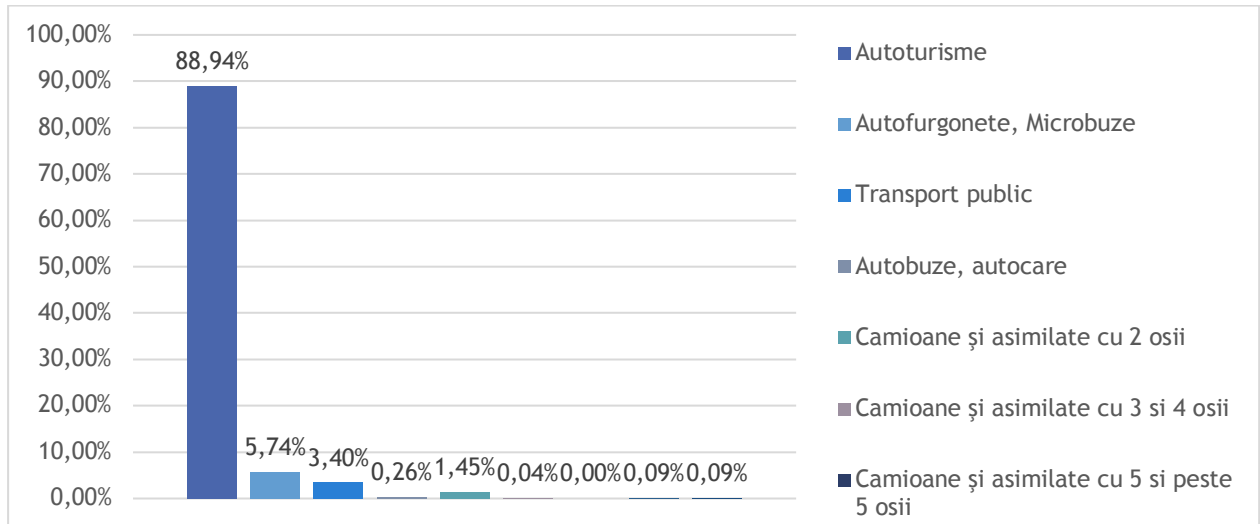 100,00%
90,00%
80,00%
70,00%
60,00%
50,00%
40,00%
30,00%
20,00%
10,00%
0,00%
88,94%
5,74%
3,40%
0,26%
1,45%
0,04%
0,00%
0,09%
0,09%
Autoturisme
Autofurgonete, Microbuze
Transport public
Autobuze, autocare
Camioane și asimilate cu 2 osii
Camioane și asimilate cu 3 si 4 osii
Camioane și asimilate cu 5 si peste
5 osii